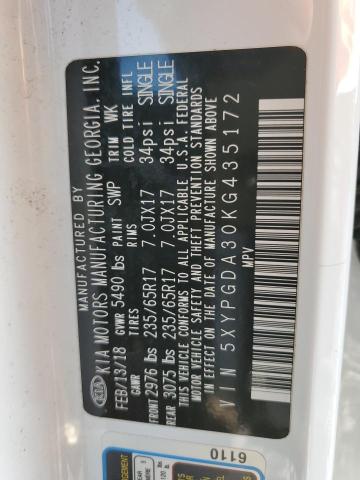 MANUFACTURED BY
KIA KIA MOTORS MANUFACTURING GEORGIA, INC.
FEB/13/18 GVWR 5490 lbs PAINT SWP TRIM WK
GAWR TIRES RIMS COLD TIRE INFL
FRONT 2976 lbs 235/65R17 7.0JX17 34psi SINGLE
REAR 3075 lbs 235/65R17 7.0JX17 34psi SINGLE
THIS VEHICLE CONFORMS TO ALL APPLICABLE U.S.A. FEDERAL
MOTOR VEHICLE SAFETY AND THEFT PREVENTION STANDARDS
IN EFFECT ON THE DATE OF MANUFACTURE SHOWN ABOVE
VIN 5XYPGDA30KG435172
MPV
6110